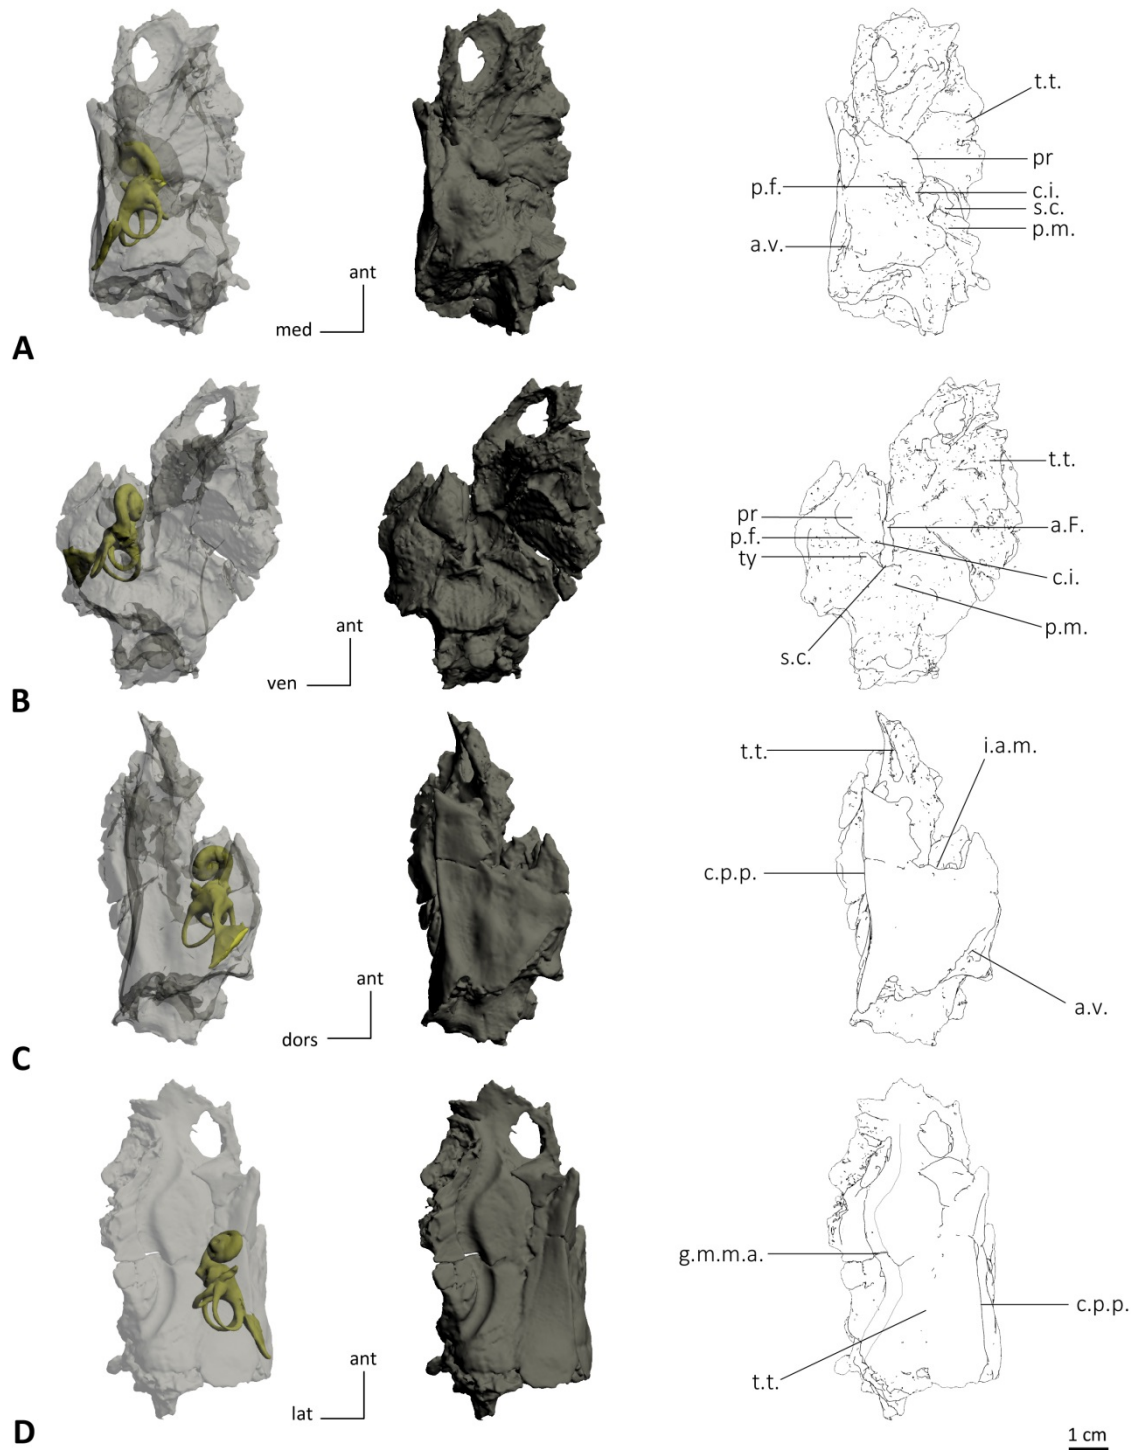 t.t.
pr
p.f.
c.i.
s.c.
p.m.
a.v.
ant
med
A
t.t.
pr
a.F.
p.f.
ty
c.i.
p.m.
s.c.
ant
ven
B
t.t.
i.a.m.
c.p.p.
ant
a.v.
dors
C
g.m.m.a.
c.p.p.
ant
t.t.
lat
D
1 cm